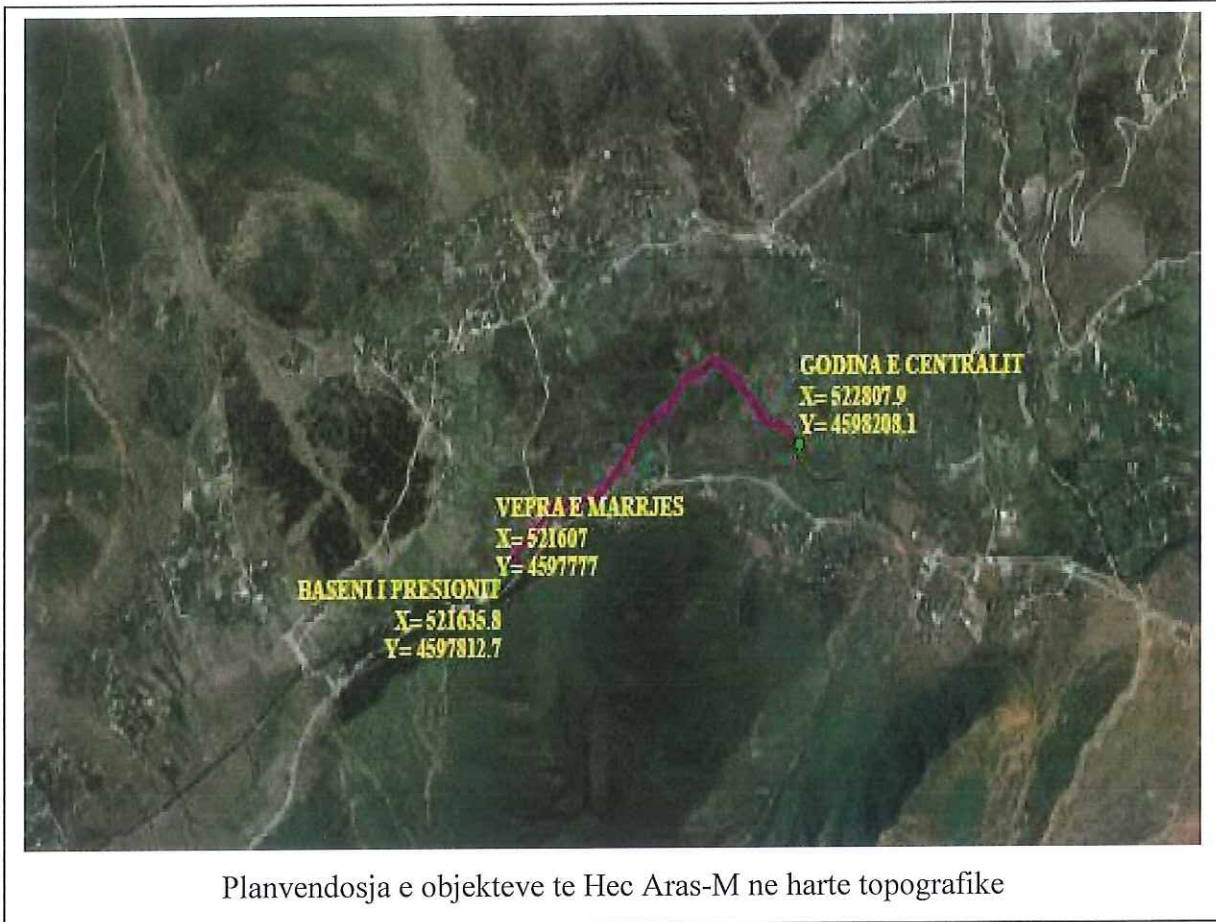 GODINA E CENTRALIT
X= 522807.9
Y= 4598208.1
VEPRA E MARRJES
X= 521607
Y= 4597777
BASENI I PRESIONIT
X= 521635.8
Y= 4597812.7
Planvendosja e objekteve te Hec Aras-M ne harte topografike